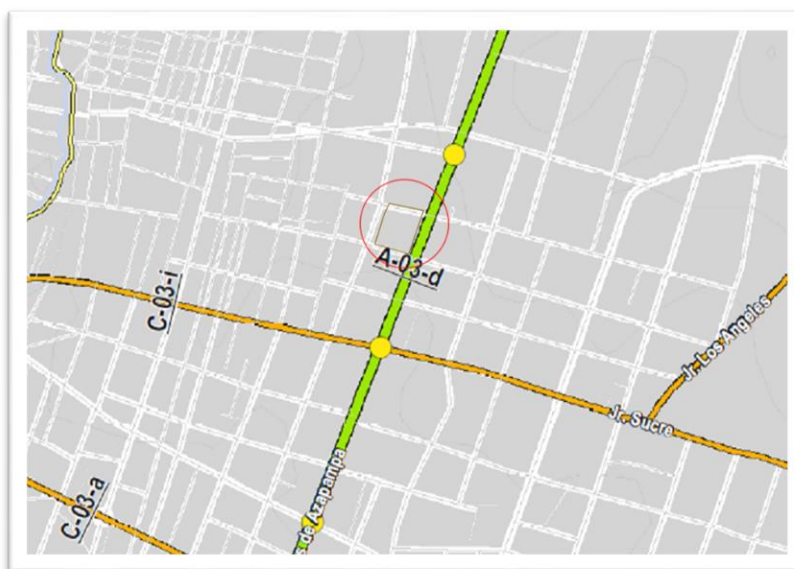 A-03-d
C-03-i
Jr. Los Angeles
Jr. Sucre
de Azapampa
C-03-a